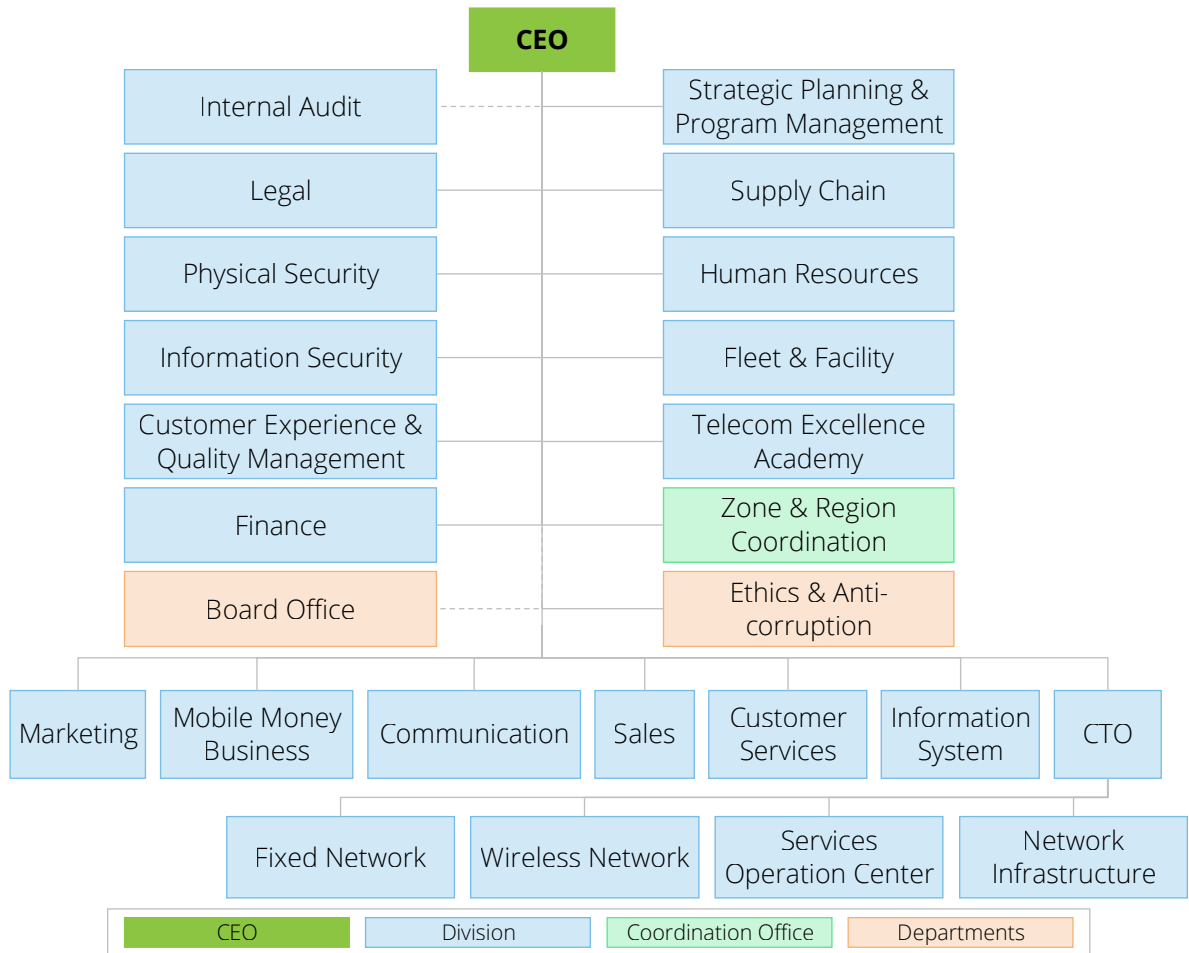 CEO
Internal Audit
Strategic Planning &
Program Management
Legal
Supply Chain
Physical Security
Human Resources
Information Security
Fleet & Facility
Customer Experience &
Quality Management
Telecom Excellence
Academy
Finance
Zone & Region
Coordination
Board Office
Ethics & Anti-
corruption
Marketing
Mobile Money
Business
Communication
Sales
Customer
Services
Information
System
CTO
Fixed Network
Wireless Network
Services
Operation Center
Network
Infrastructure
CEO
Division
Coordination Office
Departments